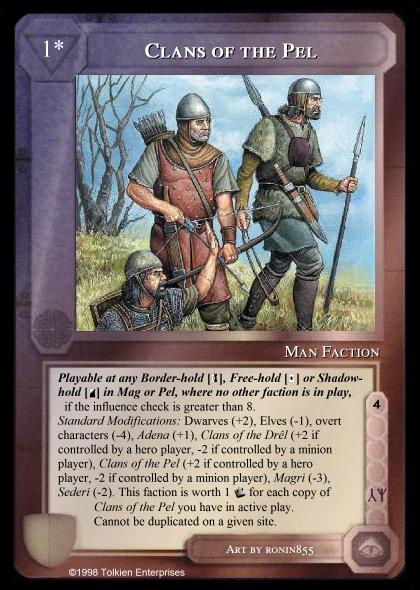 1*
CLANS OF THE PEL
MAN FACTION
Playable at any Border-hold [], Free-hold [] or Shadow-
hold [] in Mag or Pel, where no other faction is in play,
if the influence check is greater than 8.
Standard Modifications: Dwarves (+2), Elves (-1), overt
characters (-4), Adena (+1), Clans of the Drêl (+2 if
controlled by a hero player, -2 if controlled by a minion
player), Clans of the Pel (+2 if controlled by a hero
player, -2 if controlled by a minion player), Magri (-3),
Sederi (-2). This faction is worth 1 for each copy of
Clans of the Pel you have in active play.
Cannot be duplicated on a given site.
4
ART BY RONIN855
©1998 Tolkien Enterprises